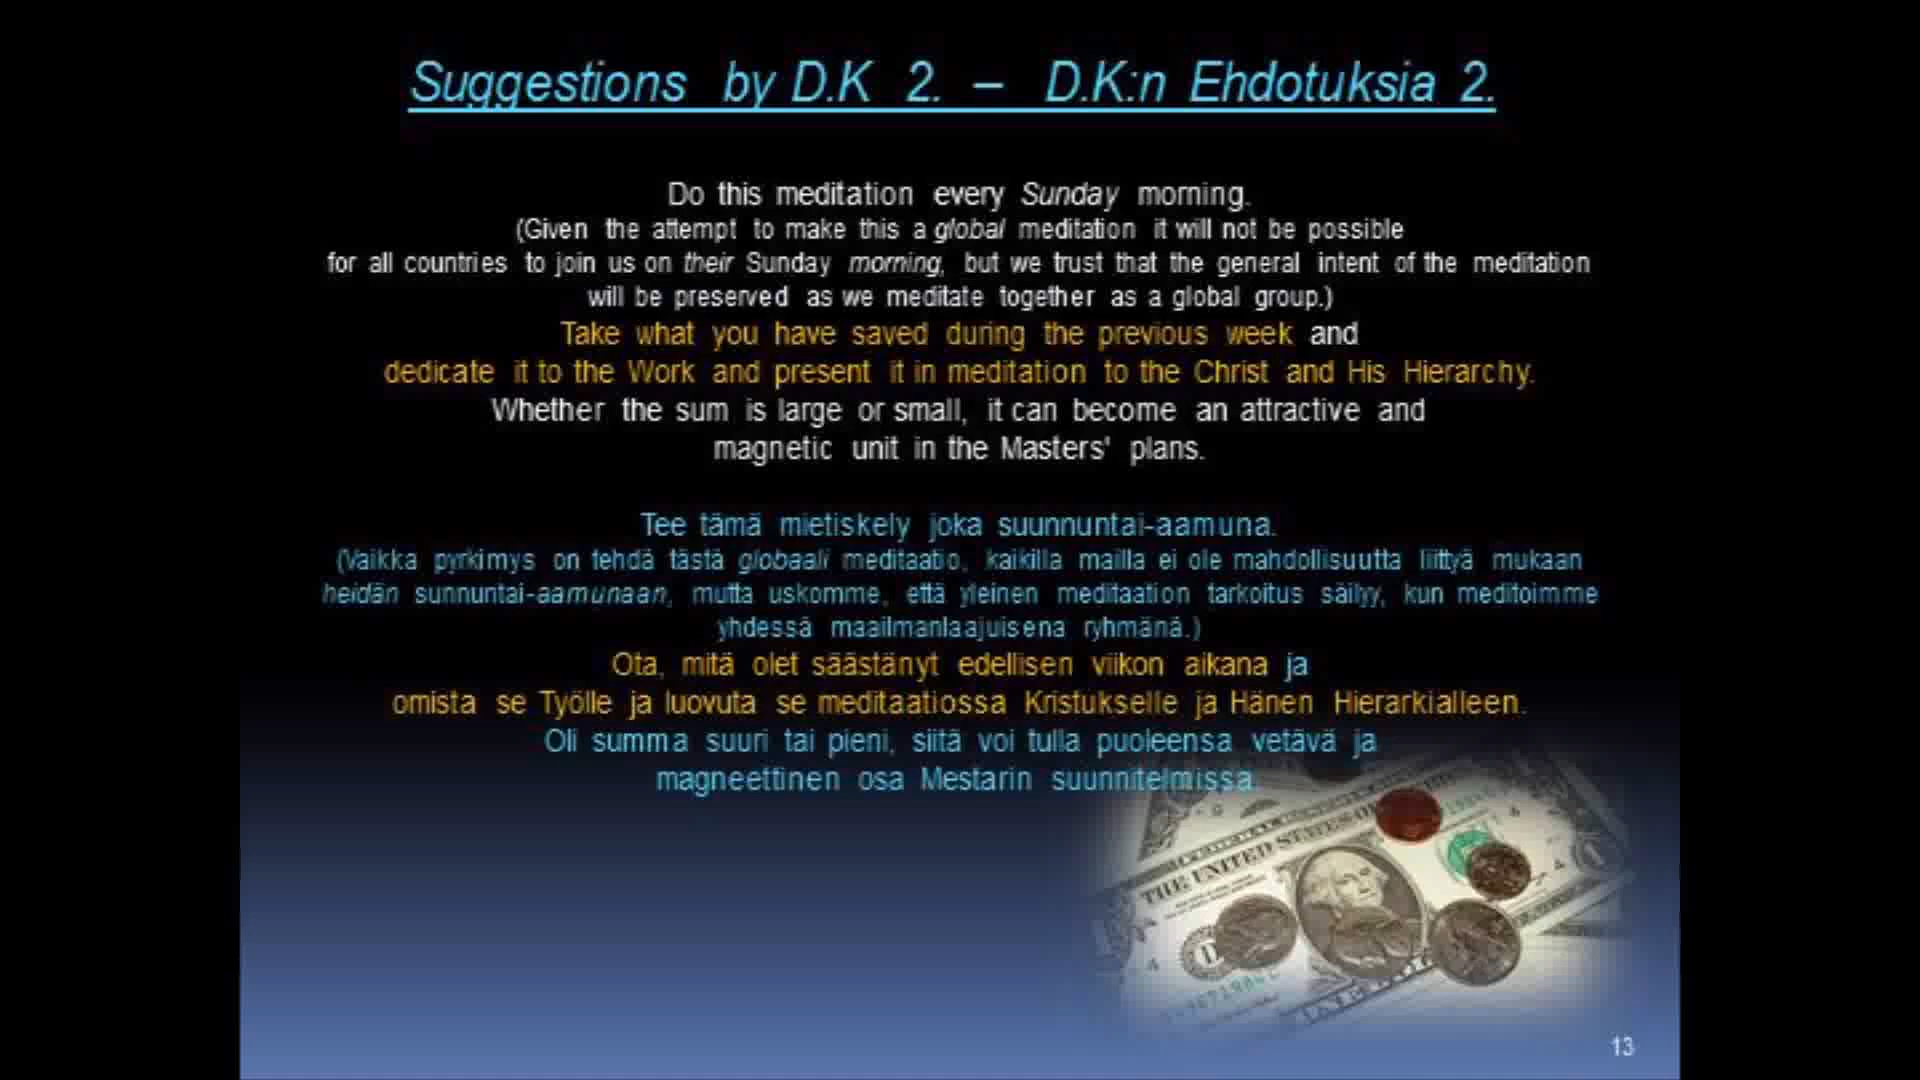 Suggestions by D.K 2. – D.K:n Ehdotuksia 2.
Do this meditation every Sunday morning.
(Given the attempt to make this a global meditation it will not be possible
for all countries to join us on their Sunday morning, but we trust that the general intent of the meditation
will be preserved as we meditate together as a global group.)
Take what you have saved during the previous week and
dedicate it to the Work and present it in meditation to the Christ and His Hierarchy.
Whether the sum is large or small, it can become an attractive and
magnetic unit in the Masters' plans.
Tee tämä mietiskely joka suunnuntai-aamuna.
(Vaikka pyrkimys on tehdä tästä globaali meditaatio, kaikilla mailla ei ole mahdollisuutta liittyä mukaan
heidän sunnuntai-aamunaan, mutta uskomme, että yleinen meditaation tarkoitus säilyy, kun meditoimme
yhdessä maailmanlaajuisena ryhmänä.)
Ota, mitä olet säästänyt edellisen viikon aikana ja
omista se Työlle ja luovuta se meditaatiossa Kristukselle ja Hänen Hierarkialleen.
Oli summa suuri tai pieni, siitä voi tulla puoleensa vetävä ja
magneettinen osa Mestarin suunnitelmissa.
THE UNITED STATES OF
13